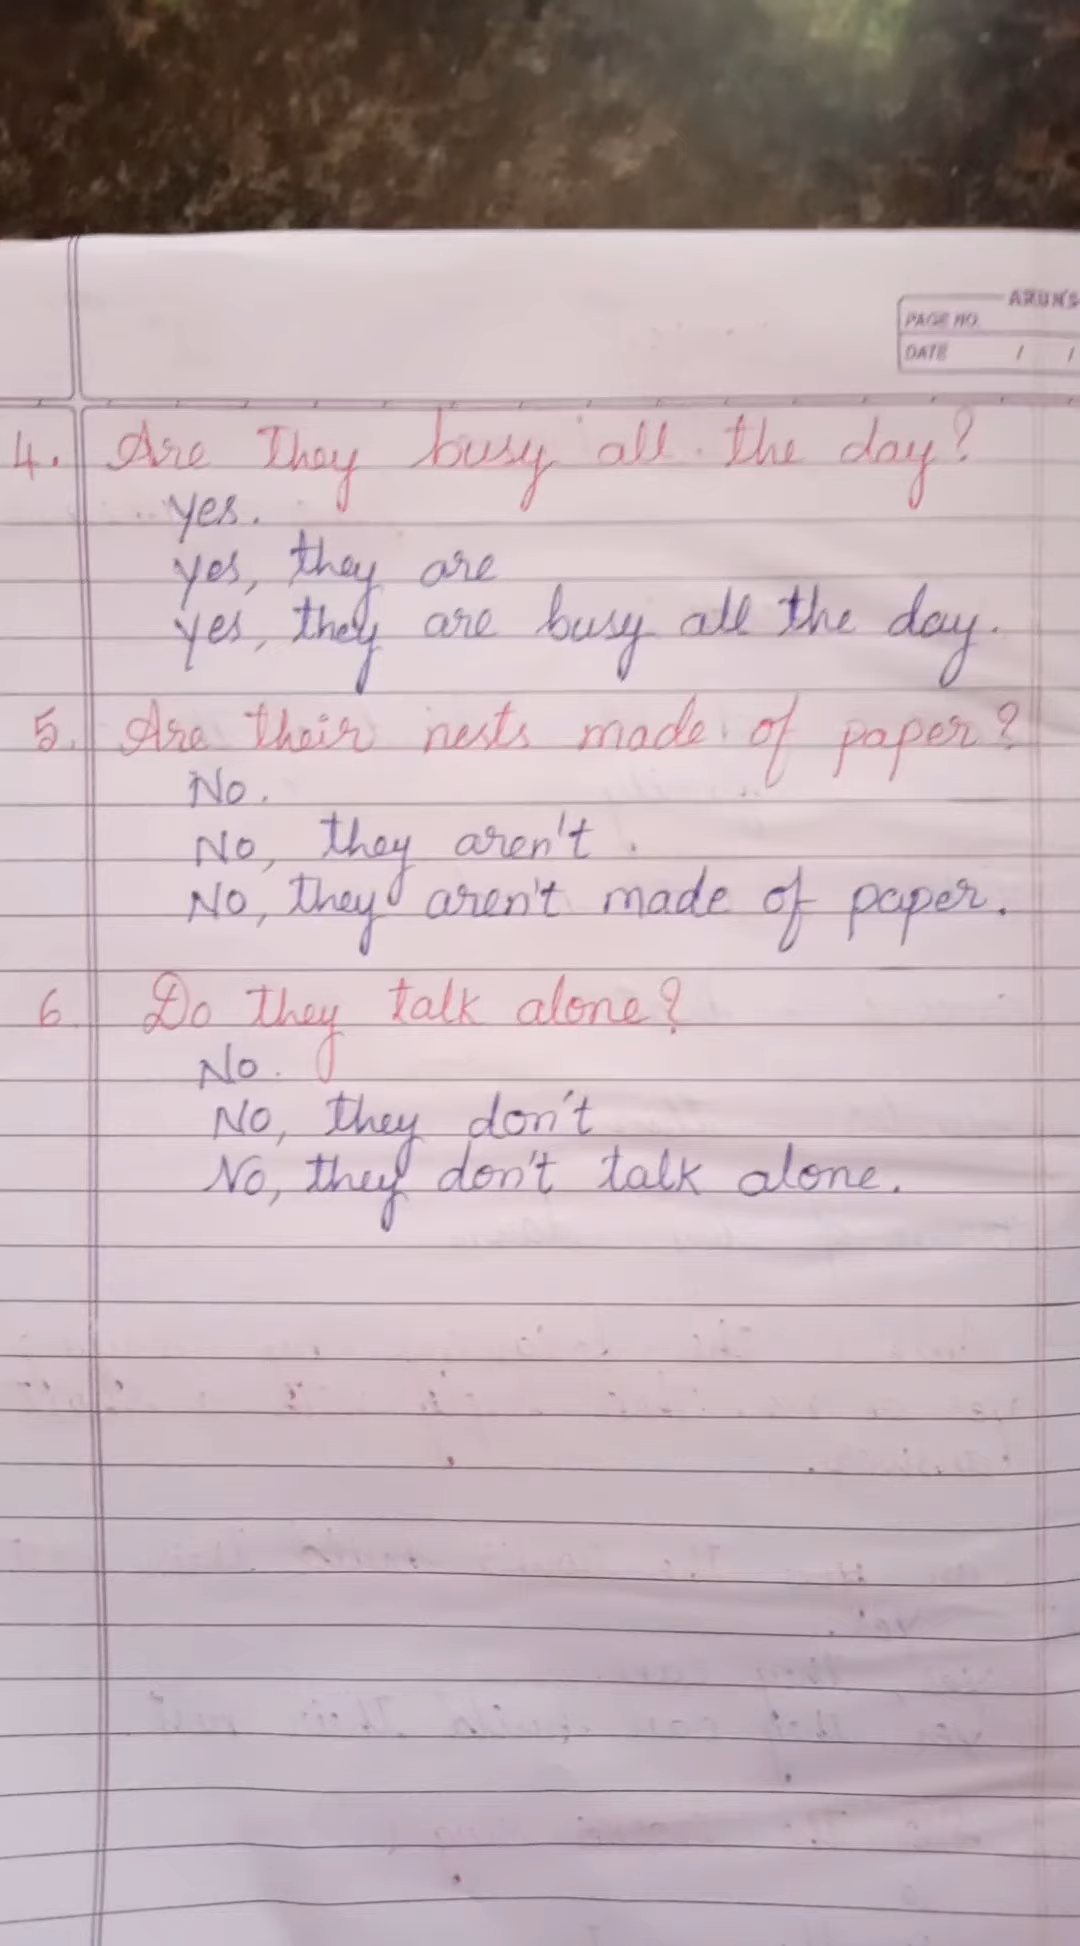 ARUN'S
PAGE NO.
DATE / /
4. Are They busy all the day?
yes.
yes, they are
yes, they are busy all the day.
5. Are their nests made of paper?
No.
No, they aren't.
No, they aren't made of paper.
6. Do they talk alone?
No.
No, they don't
No, they don't talk alone.